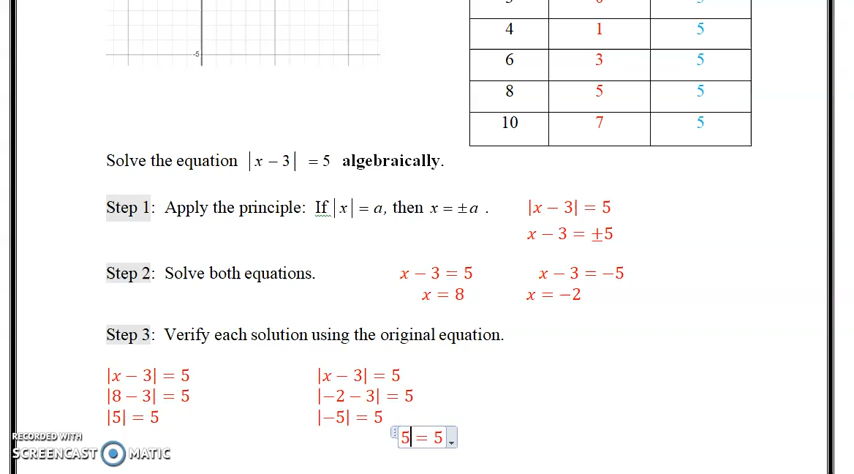 4 1 5
6 3 5
8 5 5
10 7 5
-5
Solve the equation |x − 3| = 5 algebraically.
Step 1: Apply the principle: If |x| = a, then x = ±a . |x − 3| = 5
x − 3 = ±5
Step 2: Solve both equations. x − 3 = 5 x − 3 = −5
x = 8 x = −2
Step 3: Verify each solution using the original equation.
|x − 3| = 5 |x − 3| = 5
|8 − 3| = 5 |−2 − 3| = 5
|5| = 5 |−5| = 5
5 = 5
RECORDED WITH
SCREENCAST MATIC